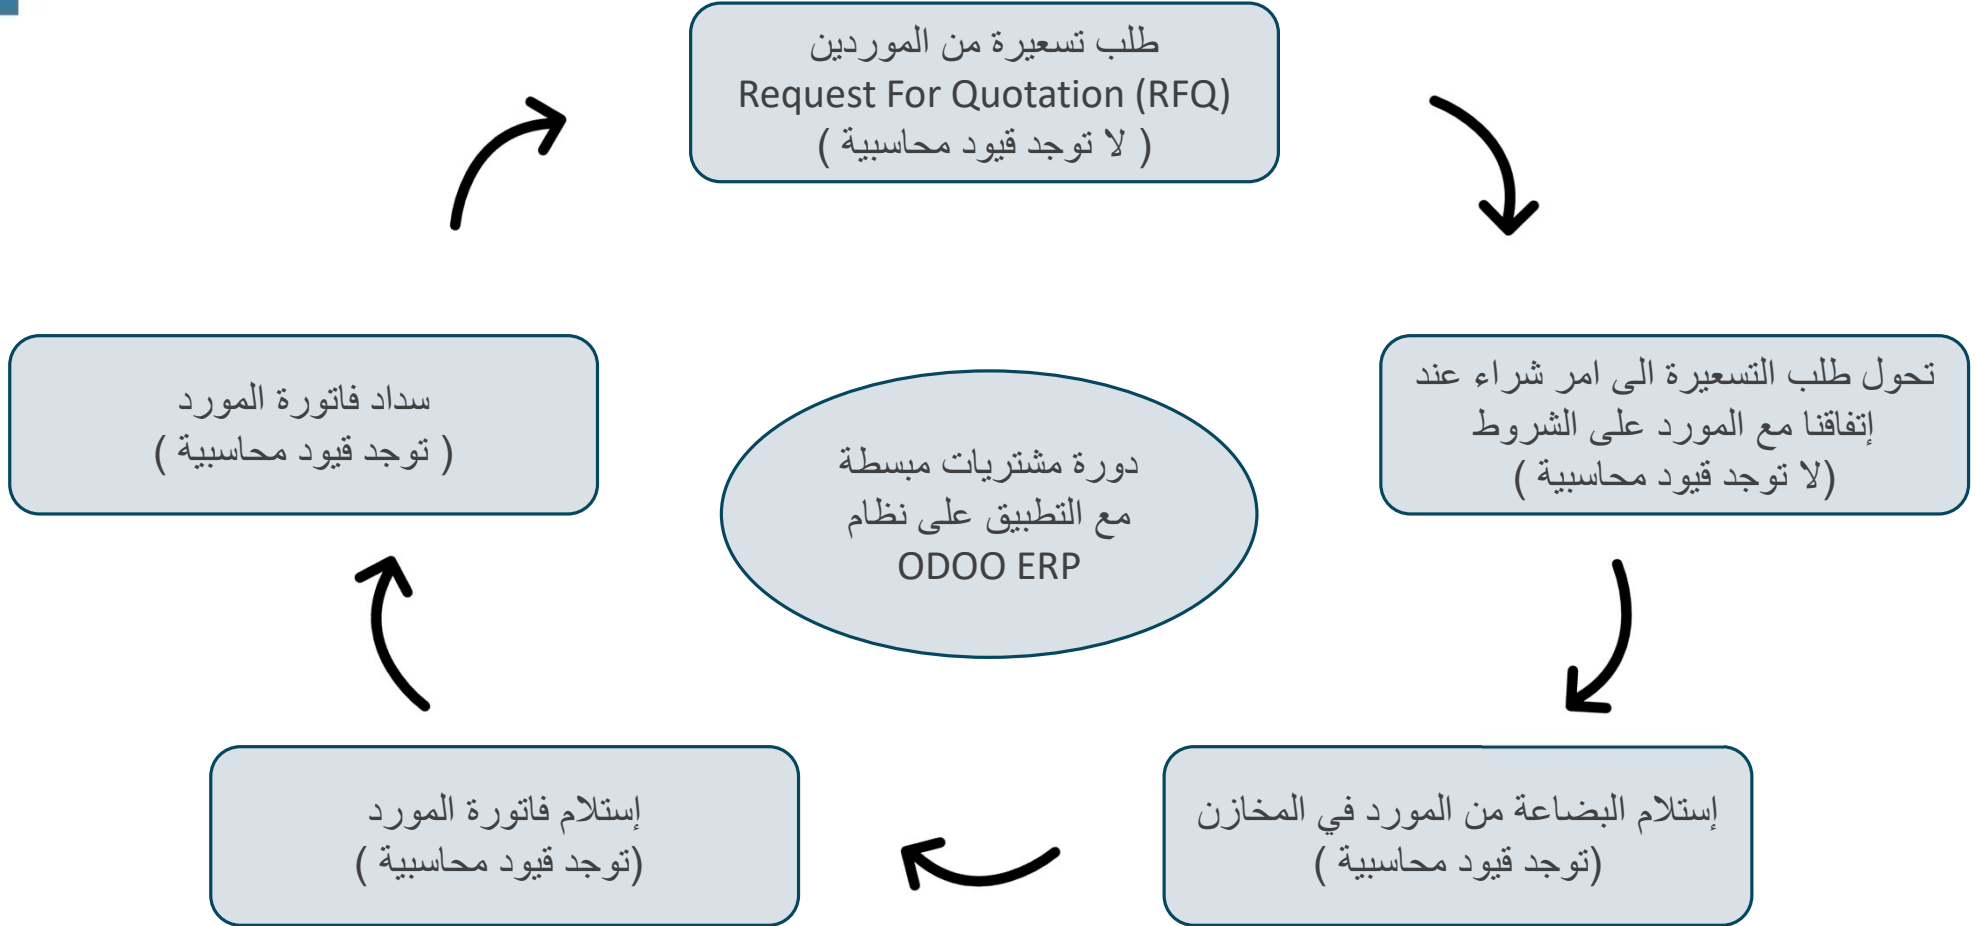 طلب تسعيرة من الموردين
Request For Quotation (RFQ)
( لا توجد قيود محاسبية )
تحول طلب التسعيرة الى امر شراء عند
إتفاقنا مع المورد على الشروط
(لا توجد قيود محاسبية )
إستلام البضاعة من المورد في المخازن
(توجد قيود محاسبية )
إستلام فاتورة المورد
(توجد قيود محاسبية )
سداد فاتورة المورد
( توجد قيود محاسبية )
دورة مشتريات مبسطة
مع التطبيق على نظام
ODOO ERP